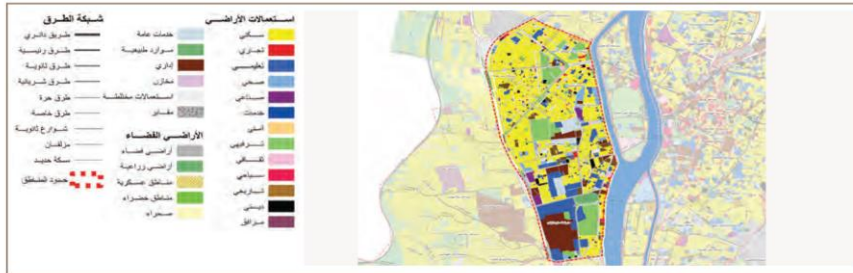 استعمالات الأراضي
سكني
تجاري
تعليمي
صحي
صناعي
خدمات
أمني
ترفيهي
ثقافي
سياحي
تاريخي
ديني
مرافق
خدمات عامة
موارد طبيعية
إداري
مخازن
استعمالات مختلطة
مقابر
الأراضي الفضاء
أراضي فضاء
أراضي زراعية
مناطق عسكرية
مناطق خضراء
صحراء
شبكة الطرق
طريق دائري
طرق رئيسية
طرق ثانوية
طرق شريانية
طرق حرة
طرق خاصة
شوارع ثانوية
مزلقان
سكة حديد
حدود المناطق